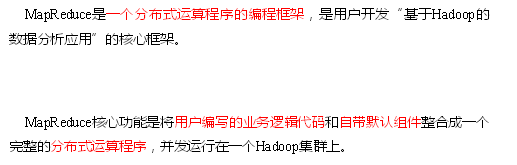 MapReduce是一个分布式运算程序的编程框架，是用户开发“基于Hadoop的
数据分析应用”的核心框架。
MapReduce核心功能是将用户编写的业务逻辑代码和自带默认组件整合成一个
完整的分布式运算程序，并发运行在一个Hadoop集群上。